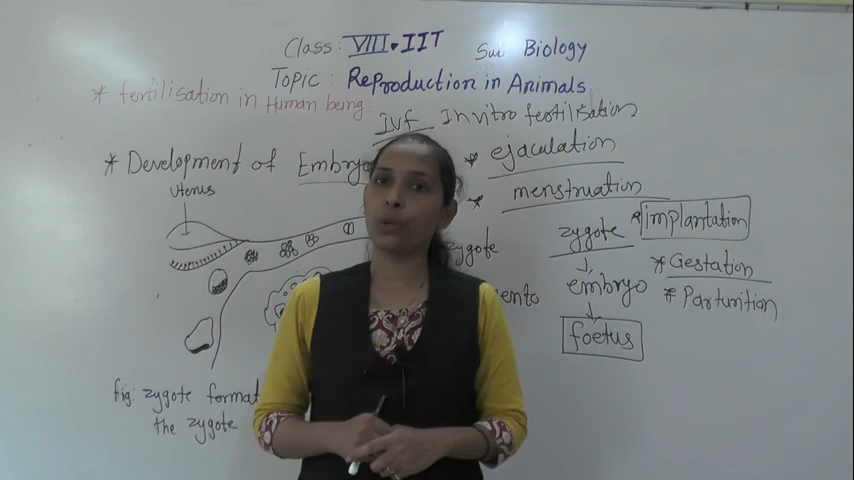 Class: VIII. IIT Sub Biology
Topic: Reproduction in Animals
* fertilisation in Human being:
IVF Invitro fertilisation
* Development of Embryo
* ejaculation
uterus
* menstruation
zygote
* implantation
zygote
* Gestation
embryo
* Parturition
foetus
fig: zygote format
the zygote